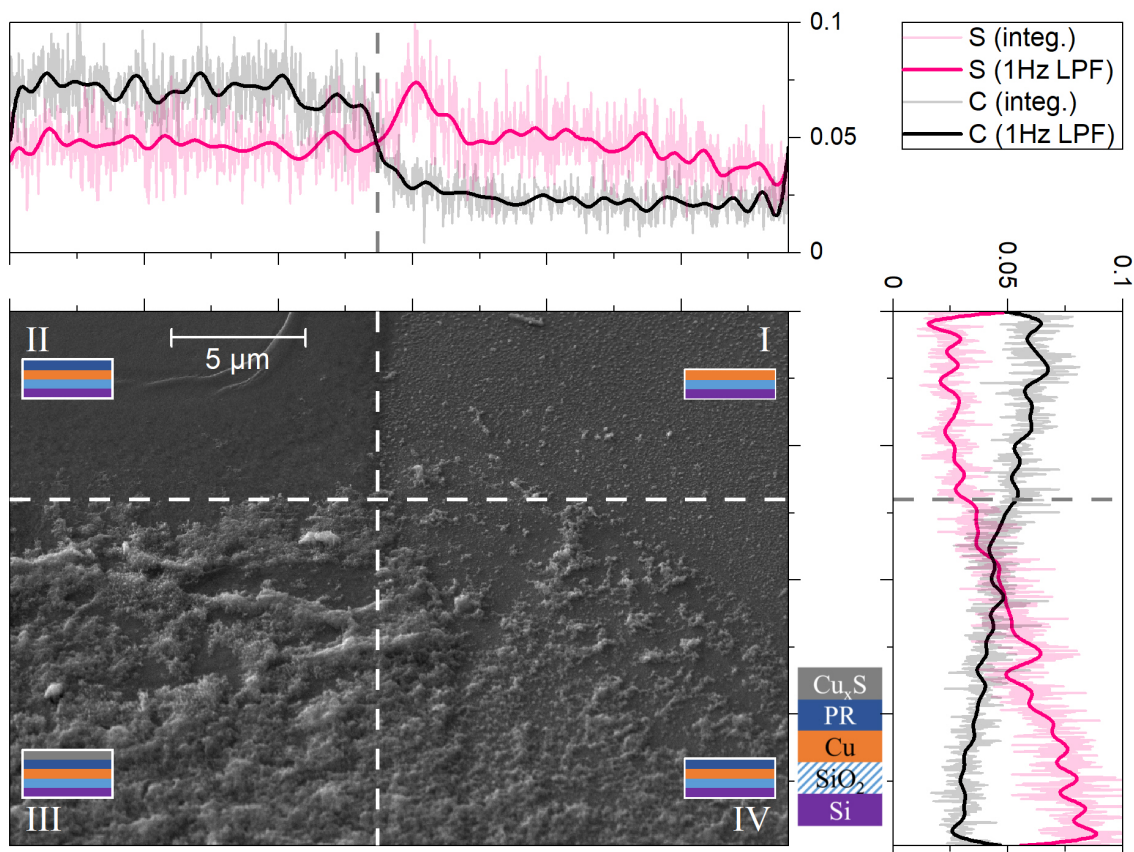 0.1
0.05
0
S (integ.)
S (1Hz LPF)
C (integ.)
C (1Hz LPF)
0
0.05
0.1
II
I
5 µm
CuₓS
PR
Cu
SiO₂
Si
III
IV